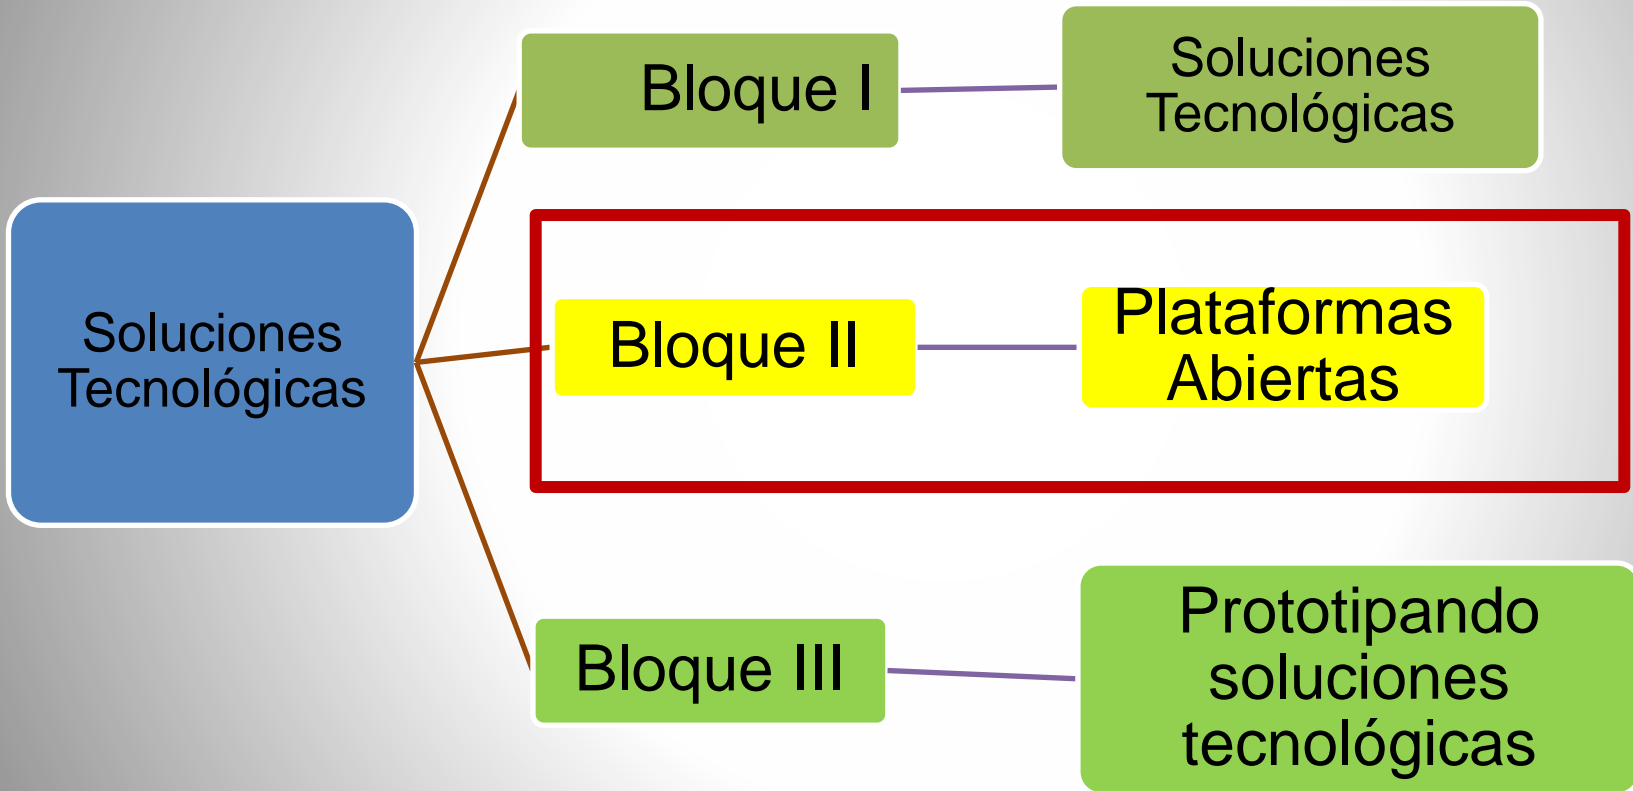 Soluciones
Tecnológicas
Bloque I
Soluciones
Tecnológicas
Bloque II
Plataformas
Abiertas
Bloque III
Prototipando
soluciones
tecnológicas